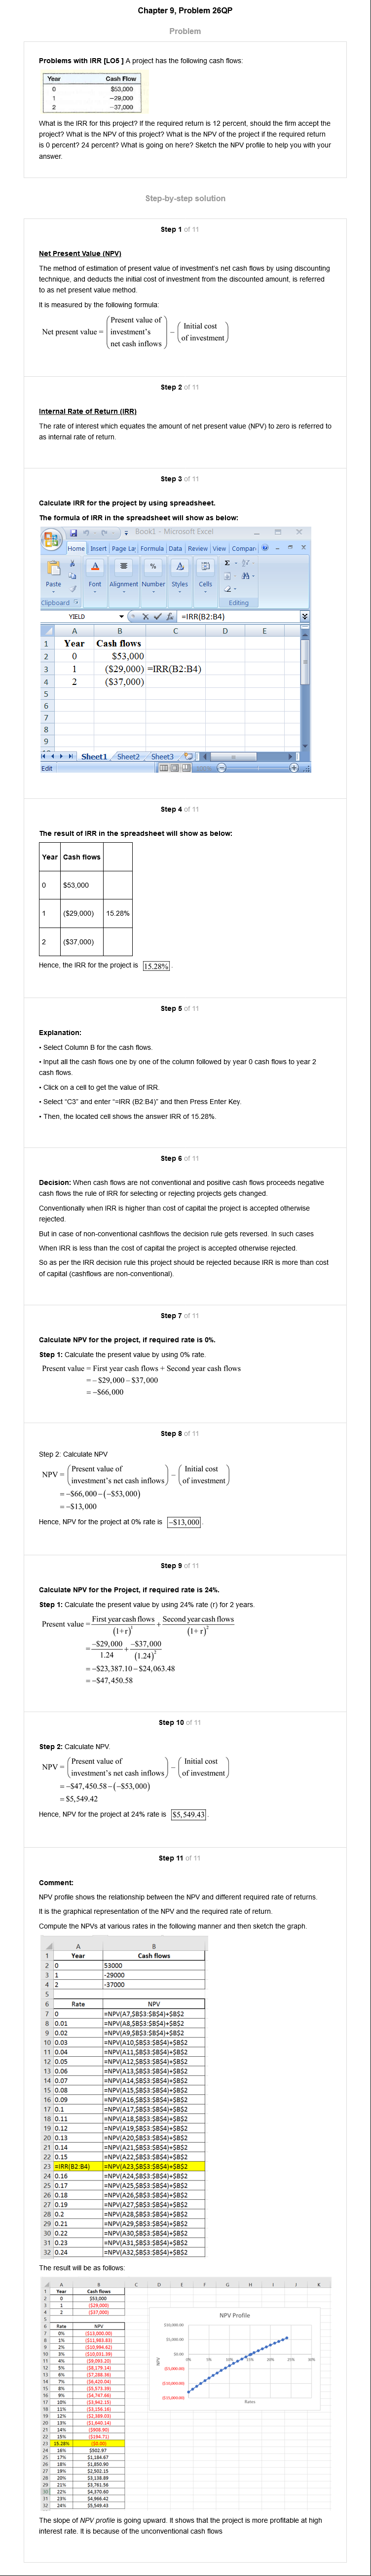 Chapter 9, Problem 26QP
Problem
Problems with IRR [LO5 ] A project has the following cash flows:
Year Cash Flow
0 $53,000
1 −29,000
2 −37,000
What is the IRR for this project? If the required return is 12 percent, should the firm accept the
project? What is the NPV of this project? What is the NPV of the project if the required return
is 0 percent? 24 percent? What is going on here? Sketch the NPV profile to help you with your
answer.
Step-by-step solution
Step 1 of 11
Net Present Value (NPV)
The method of estimation of present value of investment's net cash flows by using discounting
technique, and deducts the initial cost of investment from the discounted amount, is referred
to as net present value method.
It is measured by the following formula:
Net present value = (Present value of investment's net cash inflows) − (Initial cost of investment)
Step 2 of 11
Internal Rate of Return (IRR)
The rate of interest which equates the amount of net present value (NPV) to zero is referred to
as internal rate of return.
Step 3 of 11
Calculate IRR for the project by using spreadsheet.
The formula of IRR in the spreadsheet will show as below:
Book1 - Microsoft Excel
Home Insert Page Lay Formula Data Review View Compar
Paste Font Alignment Number Styles Cells
Clipboard Editing
YIELD =IRR(B2:B4)
A B C D E
1 Year Cash flows
2 0 $53,000
3 1 ($29,000) =IRR(B2:B4)
4 2 ($37,000)
5
6
7
8
9
Sheet1 Sheet2 Sheet3
Edit
Step 4 of 11
The result of IRR in the spreadsheet will show as below:
Year Cash flows
0 $53,000
1 ($29,000) 15.28%
2 ($37,000)
Hence, the IRR for the project is 15.28%.
Step 5 of 11
Explanation:
• Select Column B for the cash flows.
• Input all the cash flows one by one of the column followed by year 0 cash flows to year 2
cash flows.
• Click on a cell to get the value of IRR.
• Select "C3" and enter "=IRR (B2:B4)" and then Press Enter Key.
• Then, the located cell shows the answer IRR of 15.28%.
Step 6 of 11
Decision: When cash flows are not conventional and positive cash flows proceeds negative
cash flows the rule of IRR for selecting or rejecting projects gets changed.
Conventionally when IRR is higher than cost of capital the project is accepted otherwise
rejected.
But in case of non-conventional cashflows the decision rule gets reversed. In such cases
When IRR is less than the cost of capital the project is accepted otherwise rejected.
So as per the IRR decision rule this project should be rejected because IRR is more than cost
of capital (cashflows are non-conventional).
Step 7 of 11
Calculate NPV for the project, if required rate is 0%.
Step 1: Calculate the present value by using 0% rate.
Present value = First year cash flows + Second year cash flows
= − $29,000 − $37,000
= −$66,000
Step 8 of 11
Step 2: Calculate NPV
NPV = (Present value of investment's net cash inflows) − (Initial cost of investment)
= −$66,000 − (−$53,000)
= −$13,000
Hence, NPV for the project at 0% rate is −$13,000.
Step 9 of 11
Calculate NPV for the Project, if required rate is 24%.
Step 1: Calculate the present value by using 24% rate (r) for 2 years.
Present value = First year cash flows / (1+r)¹ + Second year cash flows / (1+r)²
= −$29,000 / 1.24 + −$37,000 / (1.24)²
= −$23,387.10 − $24,063.48
= −$47,450.58
Step 10 of 11
Step 2: Calculate NPV.
NPV = (Present value of investment's net cash inflows) − (Initial cost of investment)
= −$47,450.58 − (−$53,000)
= $5,549.42
Hence, NPV for the project at 24% rate is $5,549.43.
Step 11 of 11
Comment:
NPV profile shows the relationship between the NPV and different required rate of returns.
It is the graphical representation of the NPV and the required rate of return.
Compute the NPVs at various rates in the following manner and then sketch the graph.
A B
1 Year Cash flows
2 0 53000
3 1 -29000
4 2 -37000
5
6 Rate NPV
7 0 =NPV(A7,$B$3:$B$4)+$B$2
8 0.01 =NPV(A8,$B$3:$B$4)+$B$2
9 0.02 =NPV(A9,$B$3:$B$4)+$B$2
10 0.03 =NPV(A10,$B$3:$B$4)+$B$2
11 0.04 =NPV(A11,$B$3:$B$4)+$B$2
12 0.05 =NPV(A12,$B$3:$B$4)+$B$2
13 0.06 =NPV(A13,$B$3:$B$4)+$B$2
14 0.07 =NPV(A14,$B$3:$B$4)+$B$2
15 0.08 =NPV(A15,$B$3:$B$4)+$B$2
16 0.09 =NPV(A16,$B$3:$B$4)+$B$2
17 0.1 =NPV(A17,$B$3:$B$4)+$B$2
18 0.11 =NPV(A18,$B$3:$B$4)+$B$2
19 0.12 =NPV(A19,$B$3:$B$4)+$B$2
20 0.13 =NPV(A20,$B$3:$B$4)+$B$2
21 0.14 =NPV(A21,$B$3:$B$4)+$B$2
22 0.15 =NPV(A22,$B$3:$B$4)+$B$2
23 =IRR(B2:B4) =NPV(A23,$B$3:$B$4)+$B$2
24 0.16 =NPV(A24,$B$3:$B$4)+$B$2
25 0.17 =NPV(A25,$B$3:$B$4)+$B$2
26 0.18 =NPV(A26,$B$3:$B$4)+$B$2
27 0.19 =NPV(A27,$B$3:$B$4)+$B$2
28 0.2 =NPV(A28,$B$3:$B$4)+$B$2
29 0.21 =NPV(A29,$B$3:$B$4)+$B$2
30 0.22 =NPV(A30,$B$3:$B$4)+$B$2
31 0.23 =NPV(A31,$B$3:$B$4)+$B$2
32 0.24 =NPV(A32,$B$3:$B$4)+$B$2
The result will be as follows:
A B C D E F G H I J K
1 Year Cash flows
2 0 $53,000
3 1 ($29,000)
4 2 ($37,000)
5
6 Rate NPV
7 0% ($13,000.00)
8 1% ($11,983.83)
9 2% ($10,994.62)
10 3% ($10,031.39)
11 4% ($9,093.20)
12 5% ($8,179.14)
13 6% ($7,288.36)
14 7% ($6,420.04)
15 8% ($5,573.39)
16 9% ($4,747.66)
17 10% ($3,942.15)
18 11% ($3,156.16)
19 12% ($2,389.03)
20 13% ($1,640.14)
21 14% ($908.90)
22 15% ($194.71)
23 15.28% ($0.00)
24 16% $502.97
25 17% $1,184.67
26 18% $1,850.90
27 19% $2,502.15
28 20% $3,138.89
29 21% $3,761.56
30 22% $4,370.60
31 23% $4,966.42
32 24% $5,549.43
NPV Profile
$10,000.00
$5,000.00
$0.00
0% 5% 10% 15% 20% 25% 30%
($5,000.00)
($10,000.00)
($15,000.00)
NPV
Rates
The slope of NPV profile is going upward. It shows that the project is more profitable at high
interest rate. It is because of the unconventional cash flows